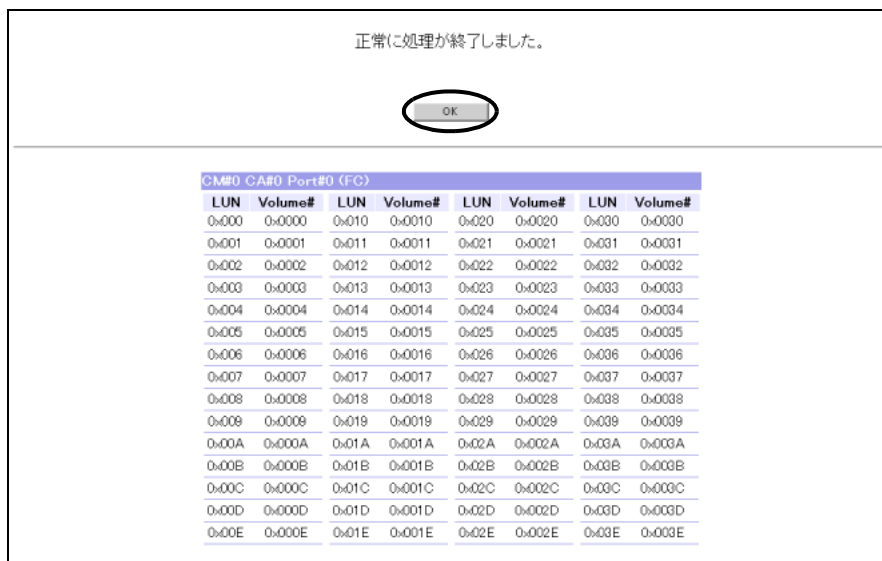 正常に処理が終了しました。
OK
CM#0 CA#0 Port#0 (FC)
LUN Volume# LUN Volume# LUN Volume# LUN Volume#
0x000 0x0000 0x010 0x0010 0x020 0x0020 0x030 0x0030
0x001 0x0001 0x011 0x0011 0x021 0x0021 0x031 0x0031
0x002 0x0002 0x012 0x0012 0x022 0x0022 0x032 0x0032
0x003 0x0003 0x013 0x0013 0x023 0x0023 0x033 0x0033
0x004 0x0004 0x014 0x0014 0x024 0x0024 0x034 0x0034
0x005 0x0005 0x015 0x0015 0x025 0x0025 0x035 0x0035
0x006 0x0006 0x016 0x0016 0x026 0x0026 0x036 0x0036
0x007 0x0007 0x017 0x0017 0x027 0x0027 0x037 0x0037
0x008 0x0008 0x018 0x0018 0x028 0x0028 0x038 0x0038
0x009 0x0009 0x019 0x0019 0x029 0x0029 0x039 0x0039
0x00A 0x000A 0x01A 0x001A 0x02A 0x002A 0x03A 0x003A
0x00B 0x000B 0x01B 0x001B 0x02B 0x002B 0x03B 0x003B
0x00C 0x000C 0x01C 0x001C 0x02C 0x002C 0x03C 0x003C
0x00D 0x000D 0x01D 0x001D 0x02D 0x002D 0x03D 0x003D
0x00E 0x000E 0x01E 0x001E 0x02E 0x002E 0x03E 0x003E